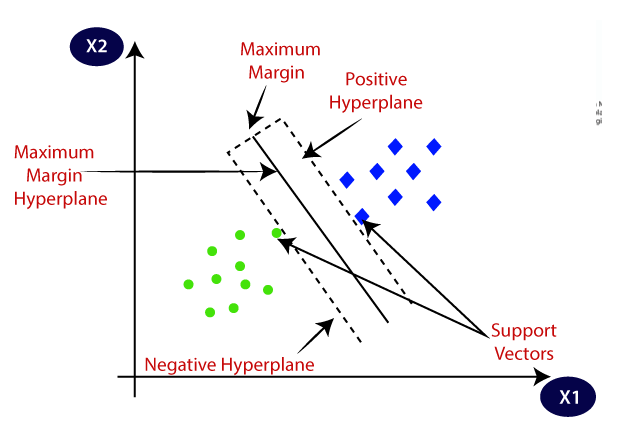 X2
Maximum
Margin
Positive
Hyperplane
Maximum
Margin
Hyperplane
Support
Vectors
Negative Hyperplane
X1